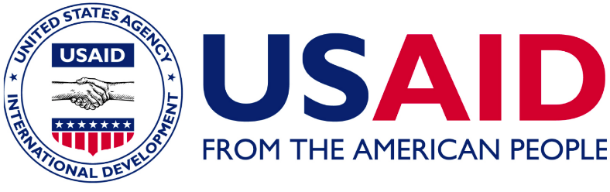 UNITED STATES AGENCY
USAID
INTERNATIONAL DEVELOPMENT
USAID
FROM THE AMERICAN PEOPLE